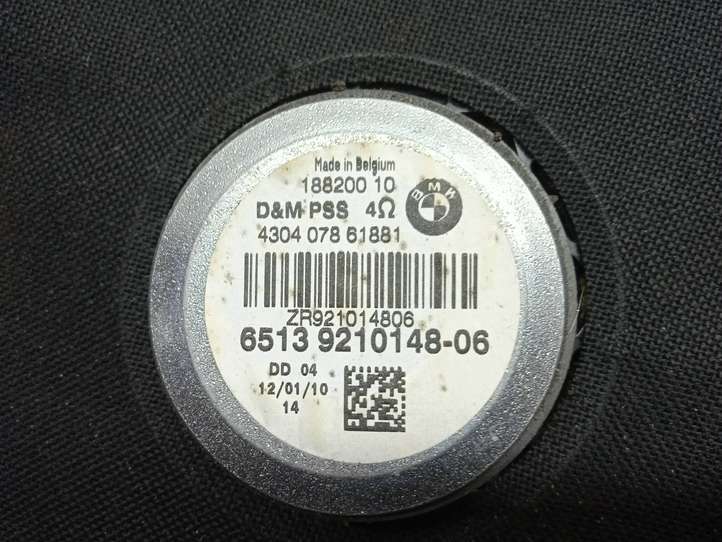 Made in Belgium
188200 10
BMW
D&M PSS 4Ω
4304 078 61881
ZR921014806
6513 9210148-06
DD 04
12/01/10
14